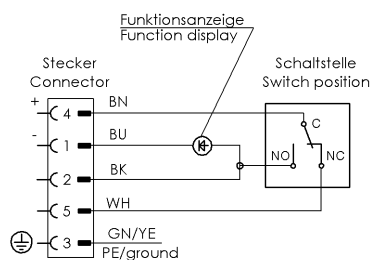 Funktionsanzeige
Function display
Stecker
Connector
Schaltstelle
Switch position
+ 4 BN
- 1 BU
2 BK
5 WH
3 GN/YE
PE/ground
C
NO NC